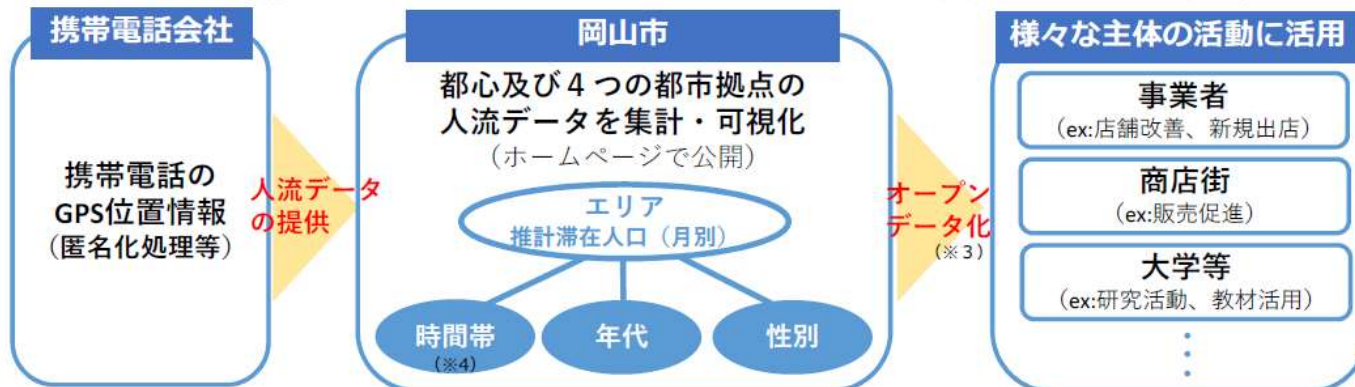 携帯電話会社
携帯電話の
GPS位置情報
（匿名化処理等）
人流データ
の提供
岡山市
都心及び４つの都市拠点の
人流データを集計・可視化
（ホームページで公開）
エリア
推計滞在人口（月別）
時間帯
（※4）
年代
性別
オープン
データ化
（※３）
様々な主体の活動に活用
事業者
（ex:店舗改善、新規出店）
商店街
（ex:販売促進）
大学等
（ex:研究活動、教材活用）